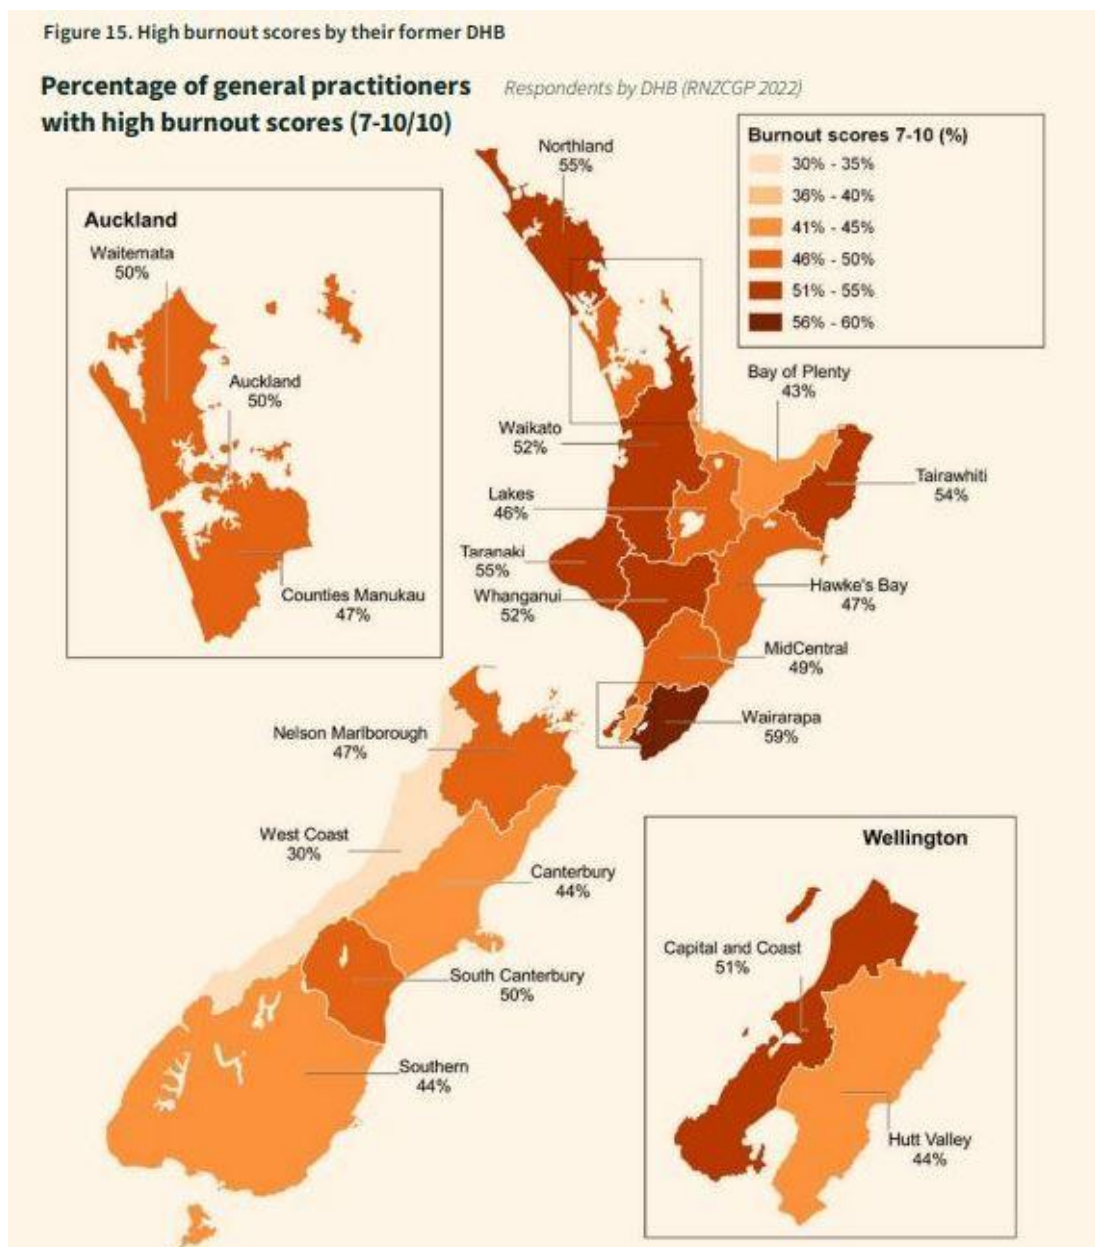 Figure 15. High burnout scores by their former DHB
Percentage of general practitioners
with high burnout scores (7-10/10)
Respondents by DHB (RNZCGP 2022)
Burnout scores 7-10 (%)
30% - 35%
36% - 40%
41% - 45%
46% - 50%
51% - 55%
56% - 60%
Northland
55%
Auckland
Waitemata
50%
Auckland
50%
Counties Manukau
47%
Bay of Plenty
43%
Waikato
52%
Tairawhiti
54%
Lakes
46%
Taranaki
55%
Whanganui
52%
Hawke's Bay
47%
MidCentral
49%
Wairarapa
59%
Nelson Marlborough
47%
West Coast
30%
Canterbury
44%
South Canterbury
50%
Southern
44%
Wellington
Capital and Coast
51%
Hutt Valley
44%